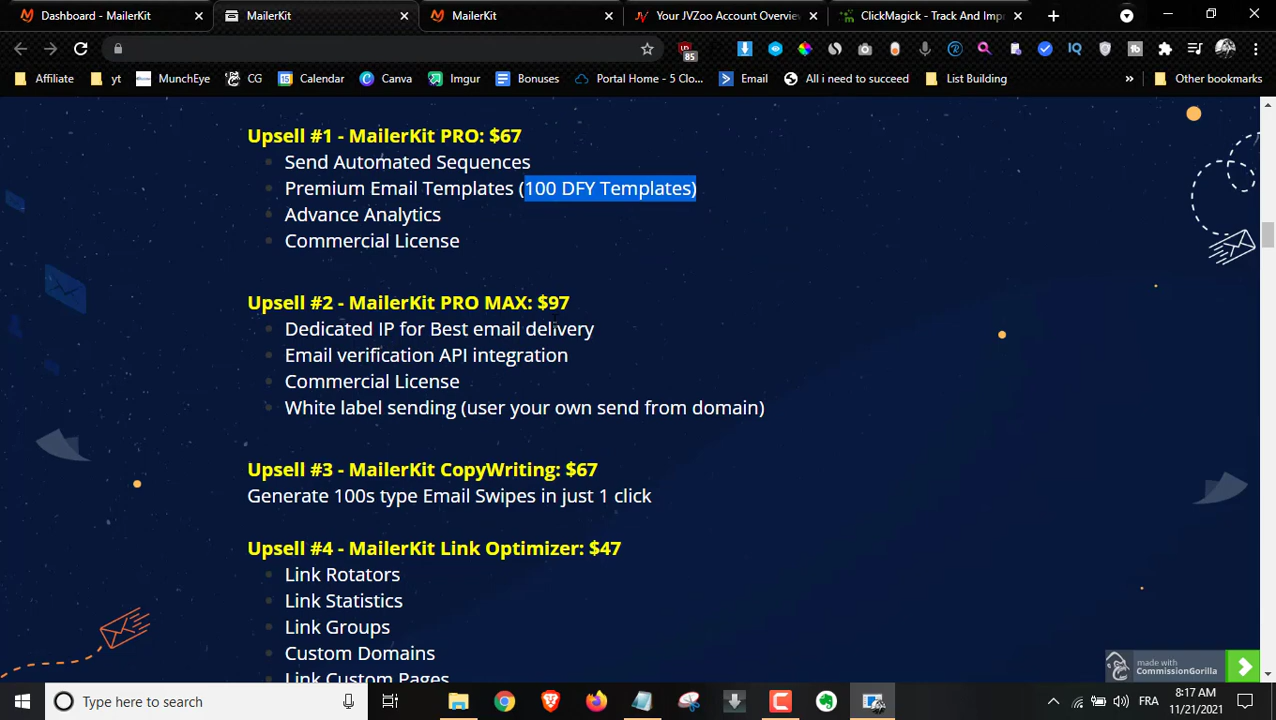 Dashboard - MailerKit
MailerKit
MailerKit
Your JVZoo Account Overview
ClickMagick - Track And Imp
85
Affiliate
yt
MunchEye
CG
Calendar
Canva
Imgur
Bonuses
Portal Home - 5 Clo...
Email
All i need to succeed
List Building
»
Other bookmarks
Upsell #1 - MailerKit PRO: $67
Send Automated Sequences
Premium Email Templates (100 DFY Templates)
Advance Analytics
Commercial License
Upsell #2 - MailerKit PRO MAX: $97
Dedicated IP for Best email delivery
Email verification API integration
Commercial License
White label sending (user your own send from domain)
Upsell #3 - MailerKit CopyWriting: $67
Generate 100s type Email Swipes in just 1 click
Upsell #4 - MailerKit Link Optimizer: $47
Link Rotators
Link Statistics
Link Groups
Custom Domains
Link Custom Pages
made with
CommissionGorilla
Type here to search
FRA
8:17 AM
11/21/2021